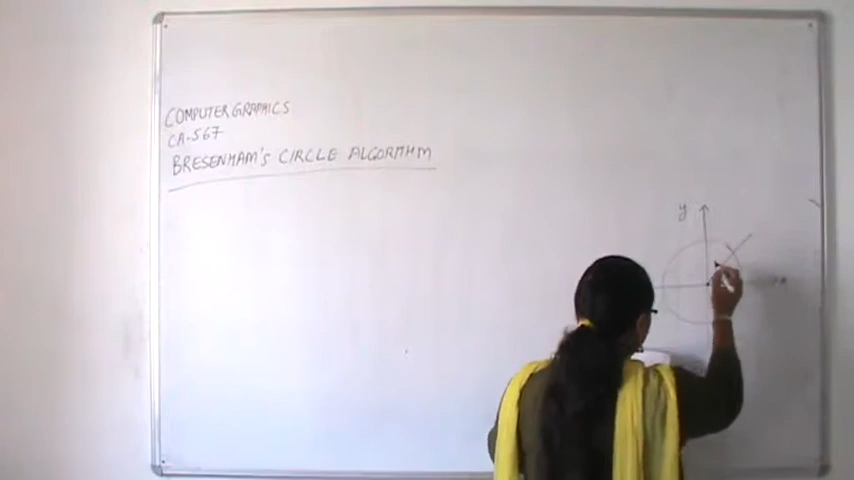 COMPUTER GRAPHICS
CA-567
BRESENHAM'S CIRCLE ALGORITHM
y